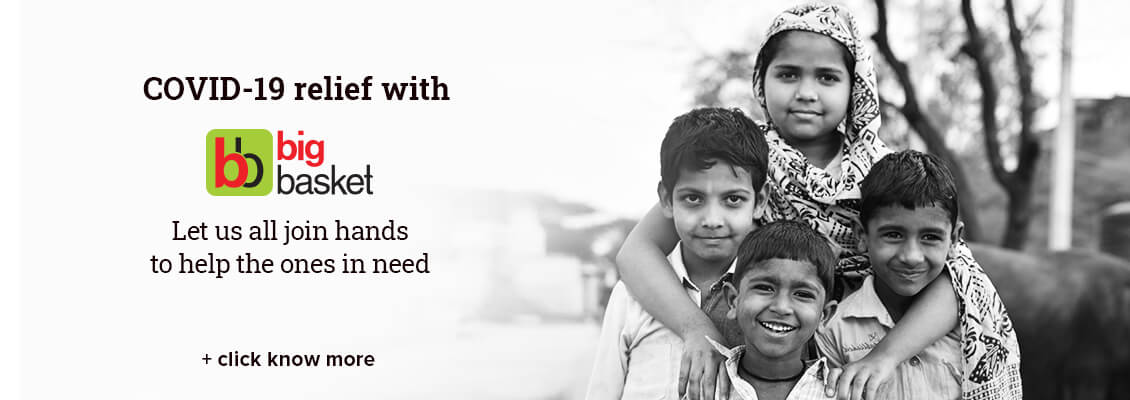 COVID-19 relief with
bb big
basket
Let us all join hands
to help the ones in need
+ click know more